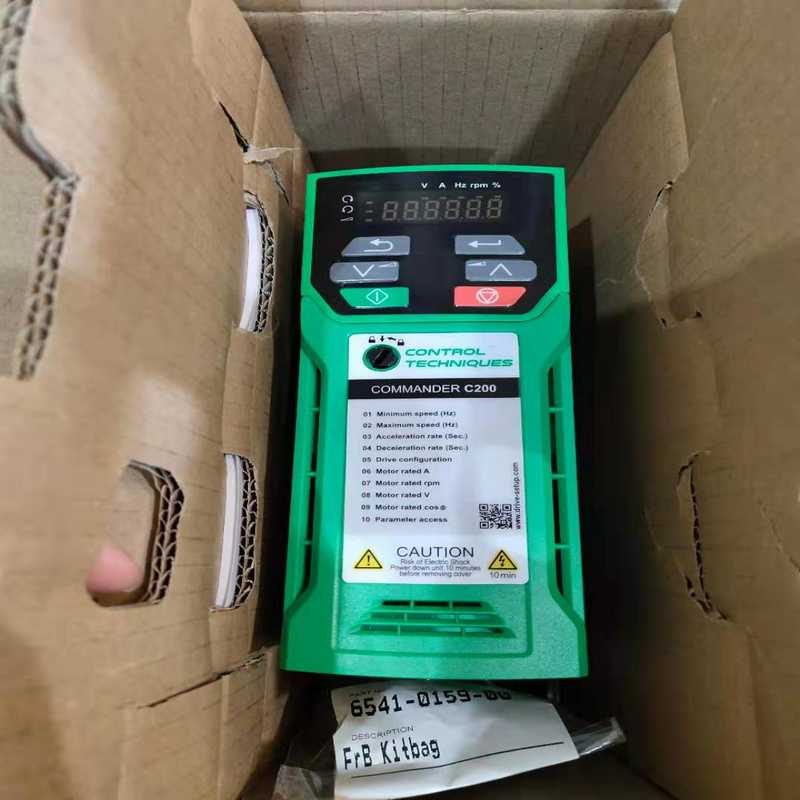 V A Hz rpm %
CONTROL
TECHNIQUES
COMMANDER C200
01 Minimum speed (Hz)
02 Maximum speed (Hz)
03 Acceleration rate (Sec.)
04 Deceleration rate (Sec.)
05 Drive configuration
06 Motor rated A
07 Motor rated rpm
08 Motor rated V
09 Motor rated cos ø
10 Parameter access
www.drive-setup.com
CAUTION
Risk of Electric Shock
Power down unit 10 minutes
before removing cover
10 min
6541-0159-00
DESCRIPTION
FrB Kitbag